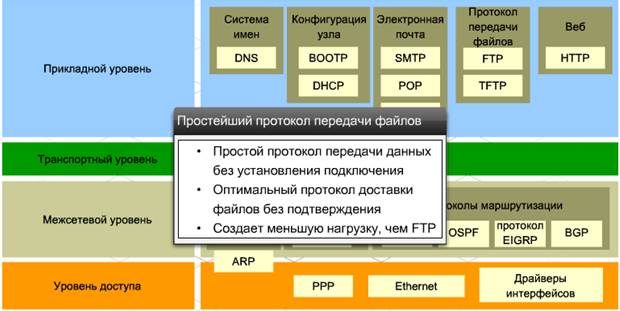 Система
имен
DNS
Конфигурация
узла
BOOTP
DHCP
Электронная
почта
SMTP
POP
Протокол
передачи
файлов
FTP
TFTP
Веб
HTTP
Прикладной уровень
Простейший протокол передачи файлов
• Простой протокол передачи данных
без установления подключения
• Оптимальный протокол доставки
файлов без подтверждения
• Создает меньшую нагрузку, чем FTP
Транспортный уровень
Межсетевой уровень
околы маршрутизации
OSPF
протокол
EIGRP
BGP
ARP
Уровень доступа
PPP
Ethernet
Драйверы
интерфейсов